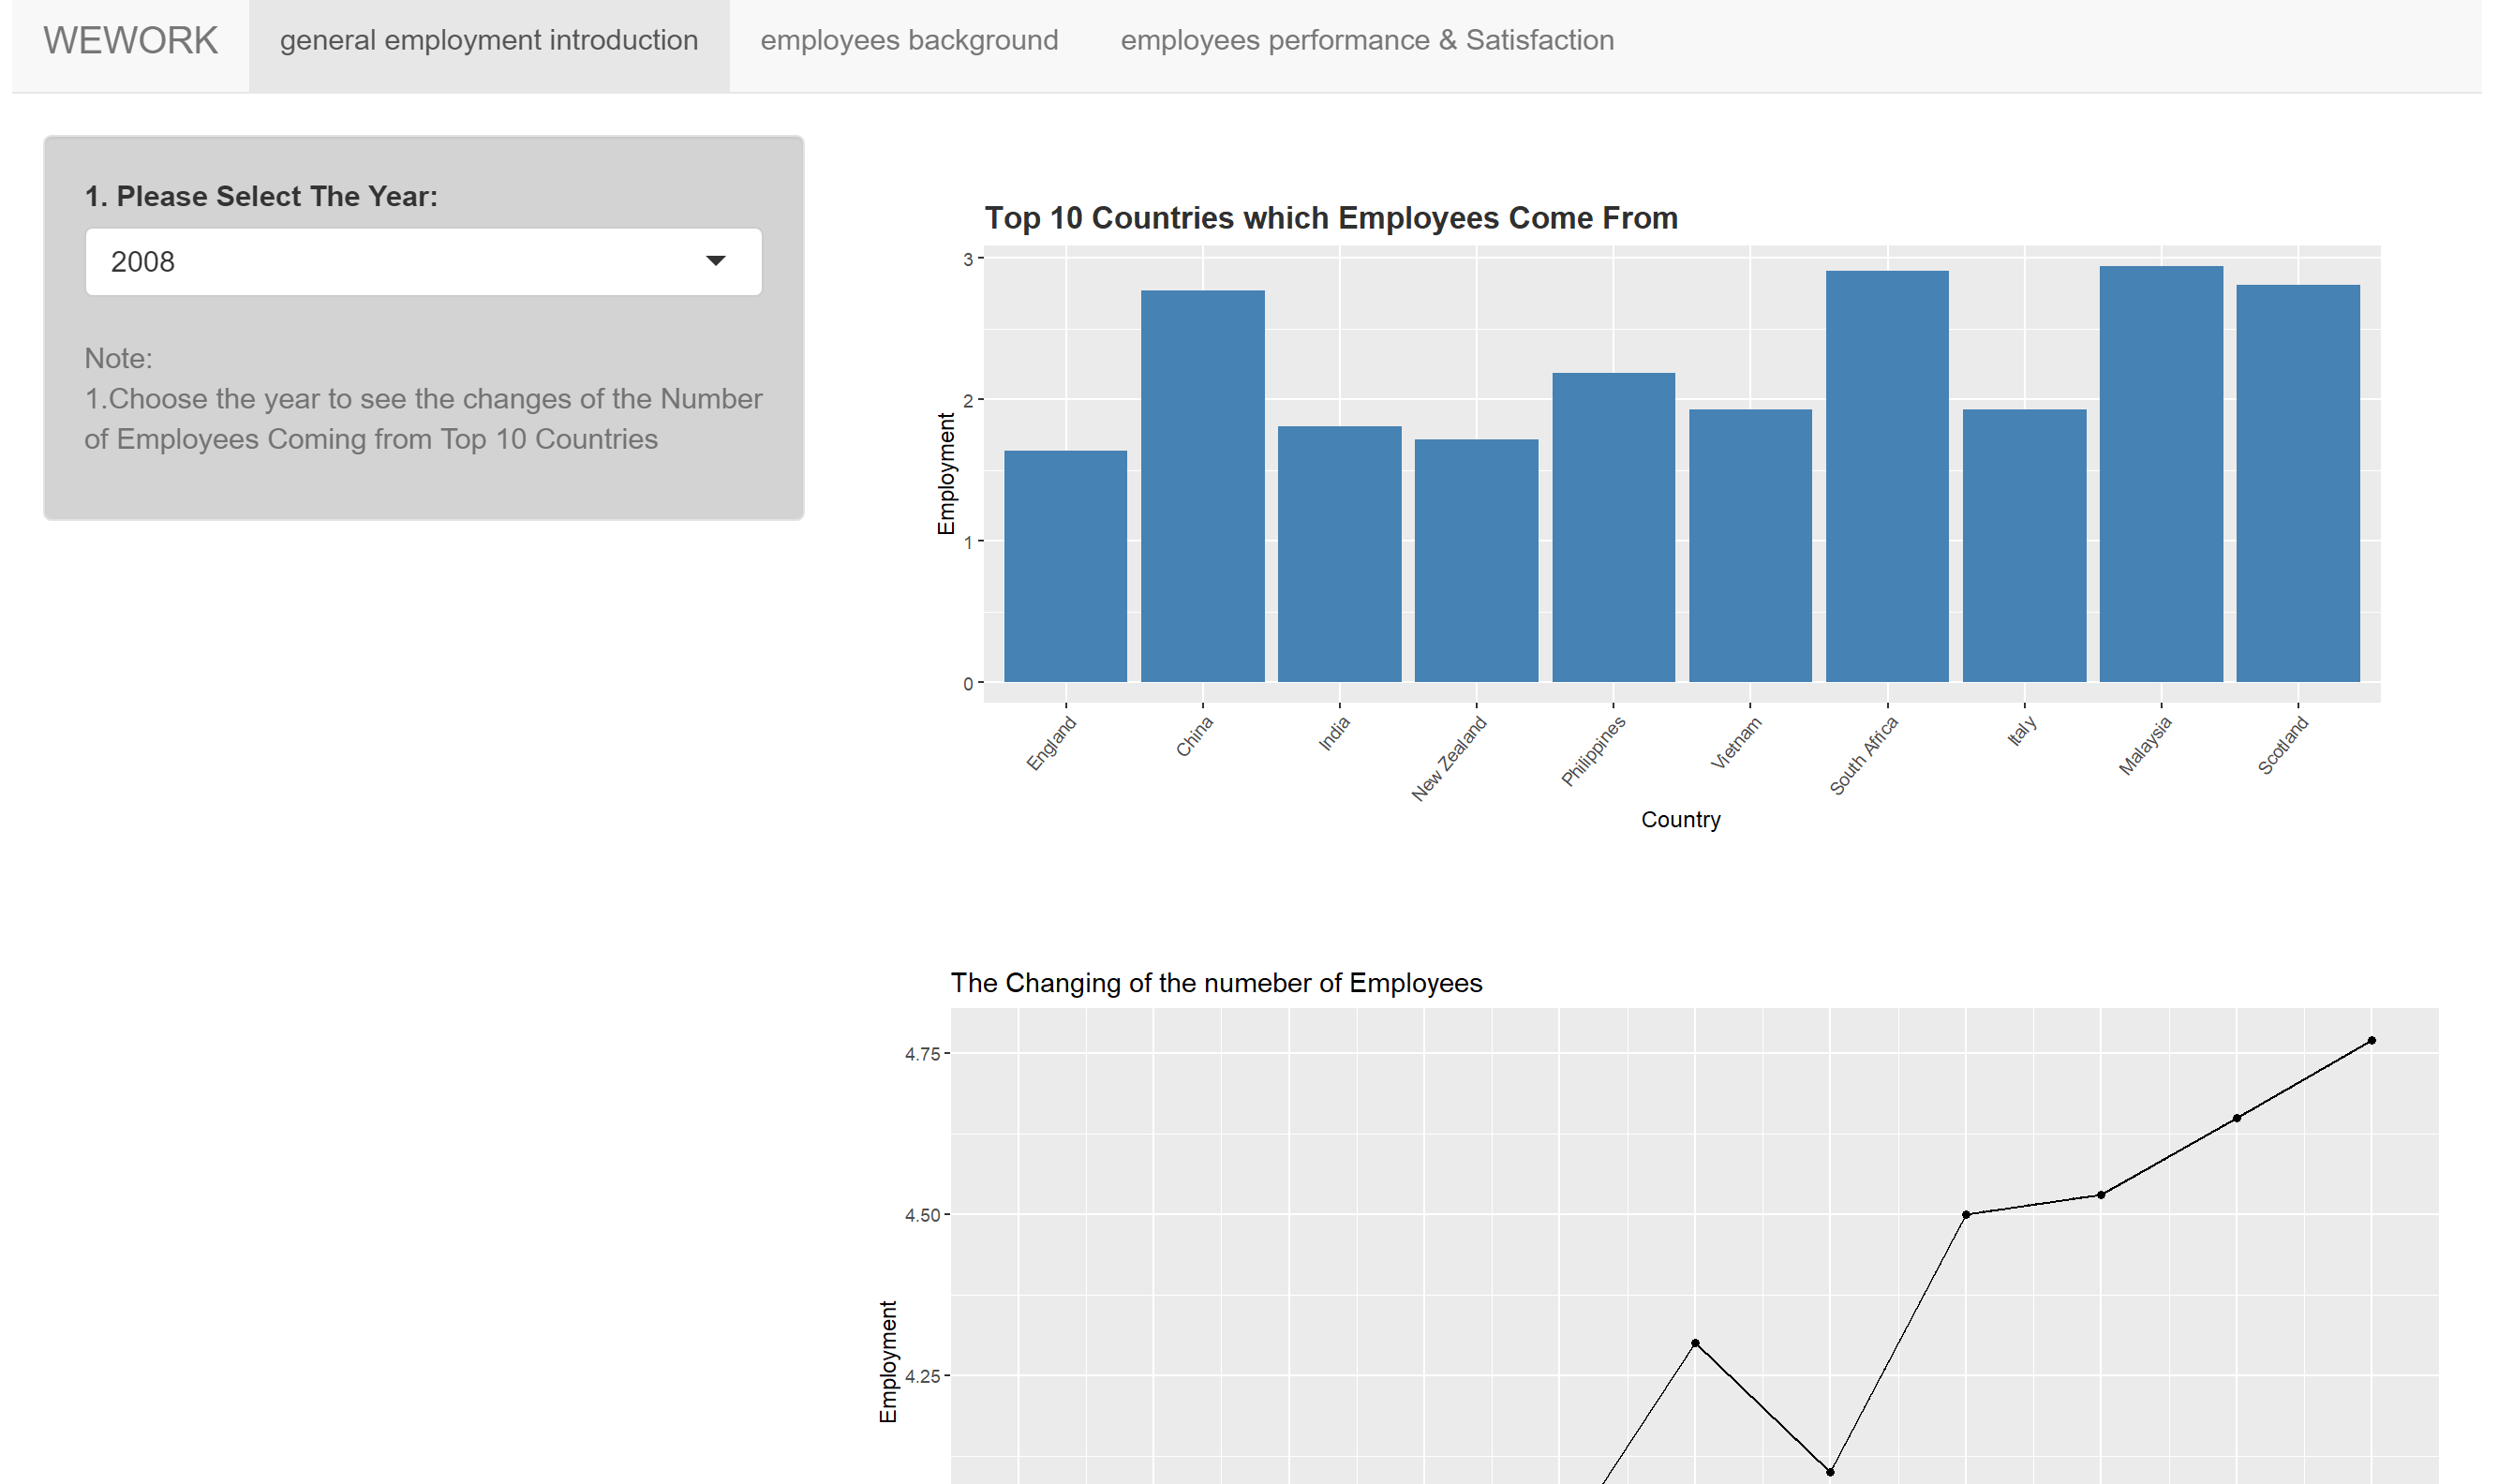 WEWORK general employment introduction employees background employees performance & Satisfaction
1. Please Select The Year:
2008
Note:
1.Choose the year to see the changes of the Number
of Employees Coming from Top 10 Countries
Top 10 Countries which Employees Come From
Employment
3
2
1
0
England
China
India
New Zealand
Philippines
Vietnam
South Africa
Italy
Malaysia
Scotland
Country
The Changing of the numeber of Employees
Employment
4.75
4.50
4.25